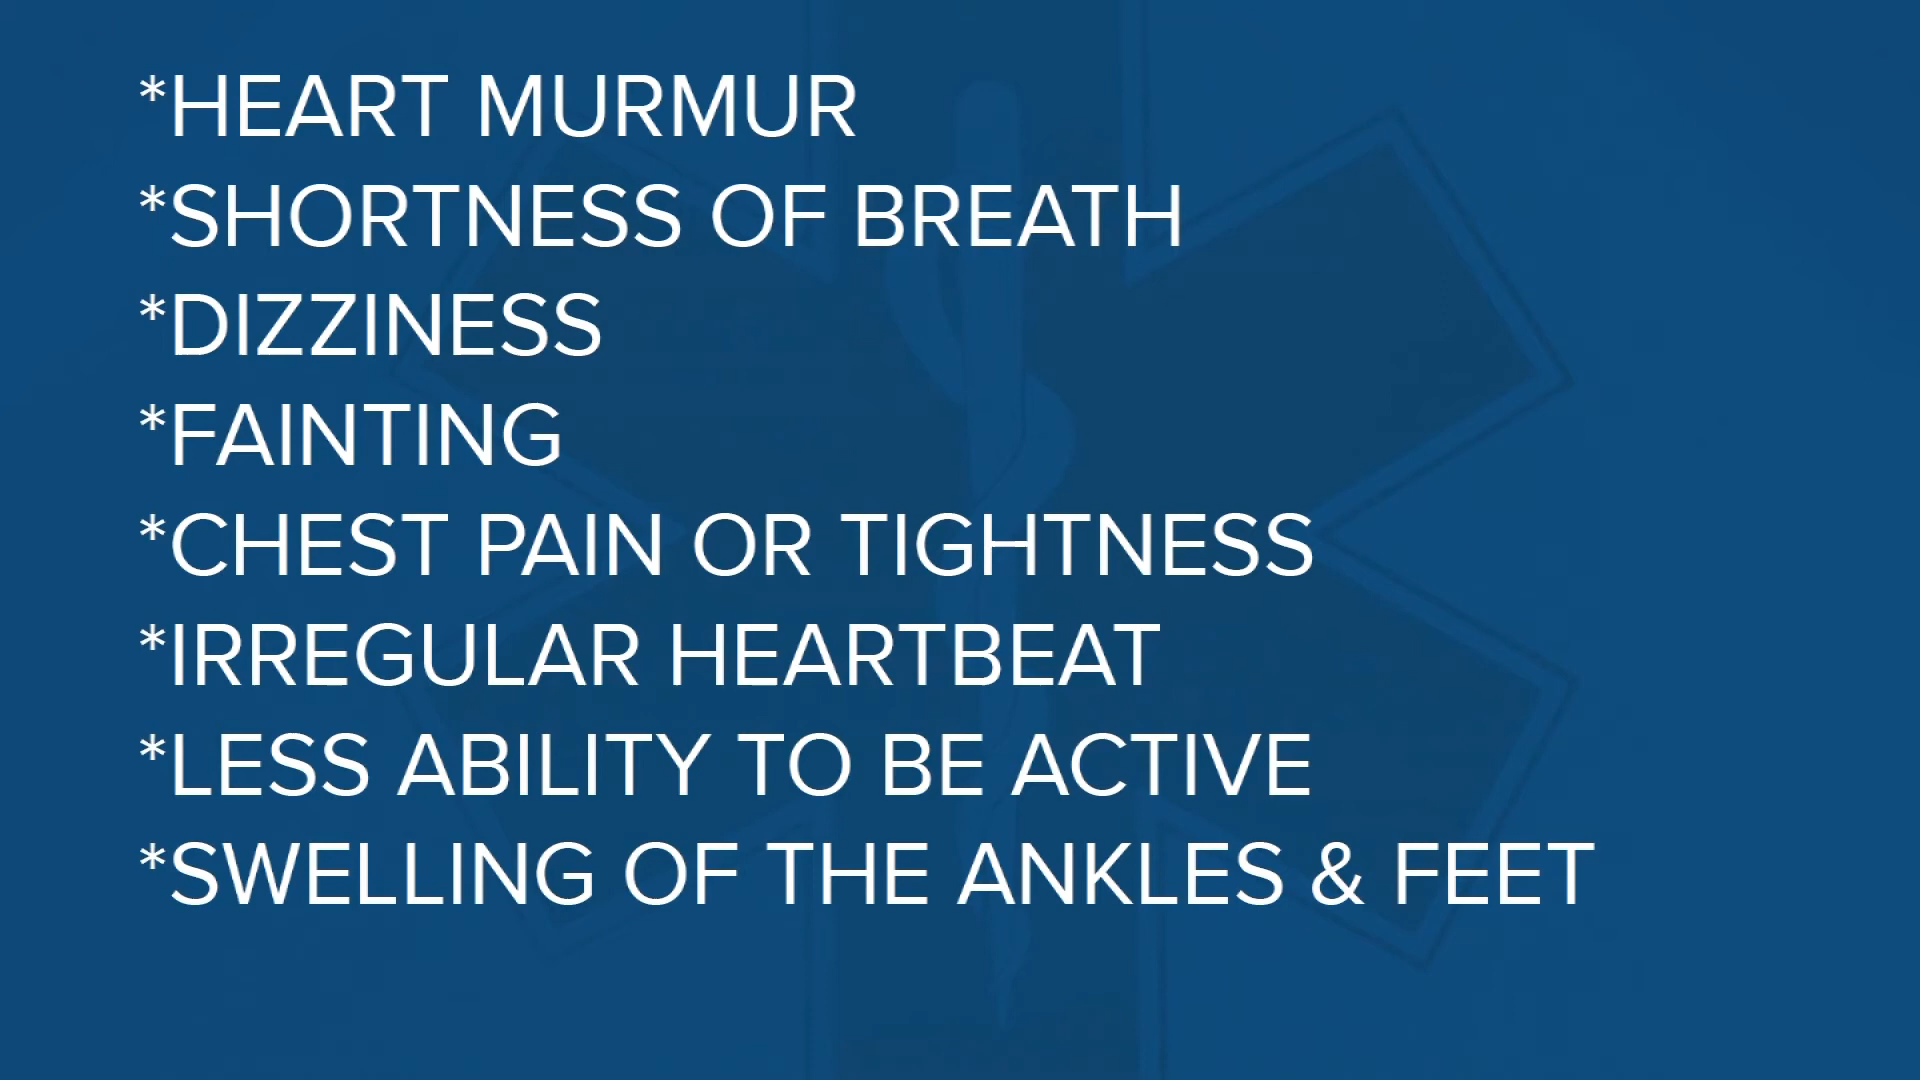 *HEART MURMUR
*SHORTNESS OF BREATH
*DIZZINESS
*FAINTING
*CHEST PAIN OR TIGHTNESS
*IRREGULAR HEARTBEAT
*LESS ABILITY TO BE ACTIVE
*SWELLING OF THE ANKLES & FEET